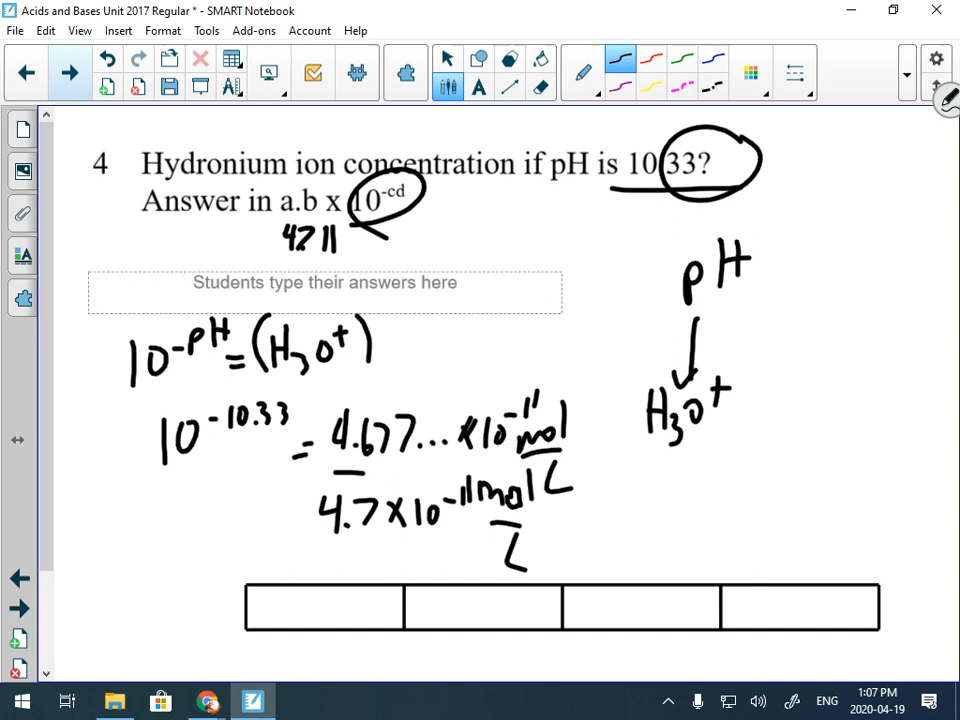 Acids and Bases Unit 2017 Regular * - SMART Notebook
File Edit View Insert Format Tools Add-ons Account Help
4 Hydronium ion concentration if pH is 10.33?
Answer in a.b x 10^-cd
4711
Students type their answers here
pH
10^-pH = (H3O+)
H3O+
10^-10.33 = 4.677... ×10^-11 mol
L
4.7×10^-11 mol
L
ENG
1:07 PM
2020-04-19